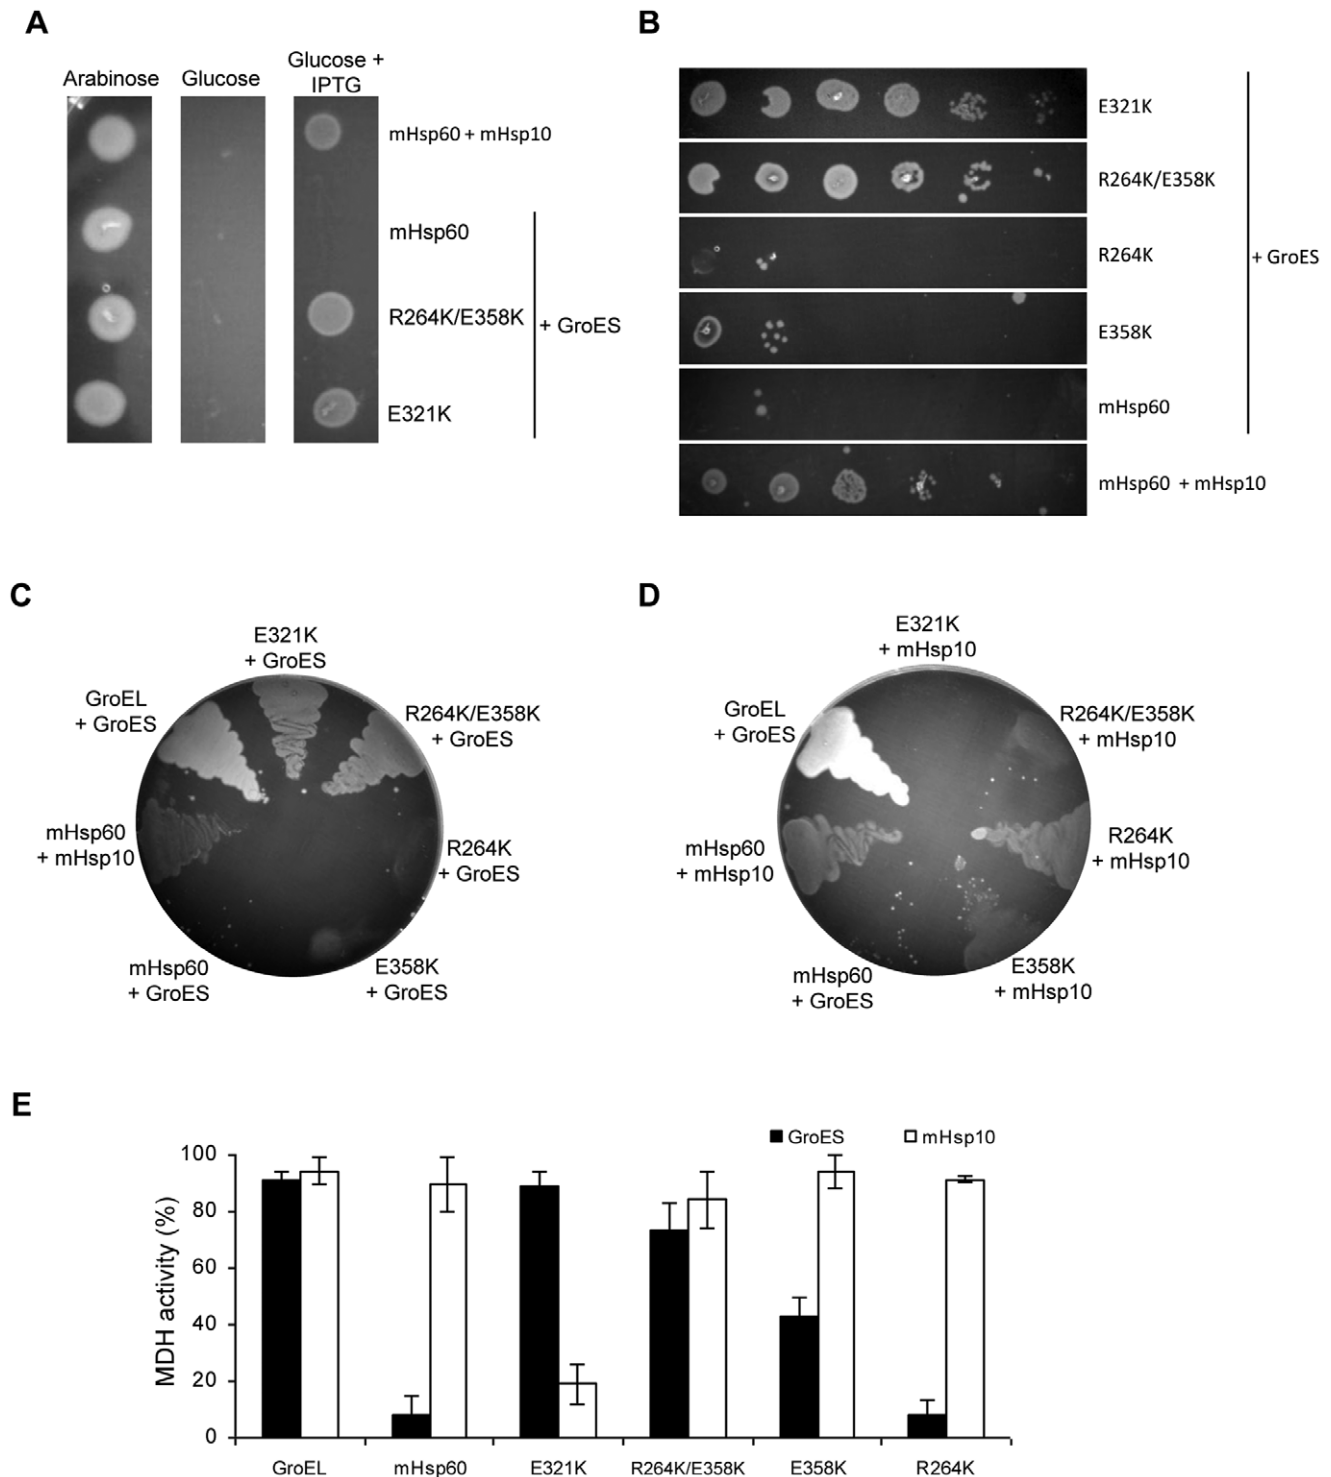 A
Arabinose
Glucose
Glucose +
IPTG
mHsp60 + mHsp10
mHsp60
R264K/E358K
E321K
+ GroES
B
E321K
R264K/E358K
R264K
E358K
mHsp60
+ GroES
mHsp60 + mHsp10
C
E321K
+ GroES
GroEL
+ GroES
R264K/E358K
+ GroES
mHsp60
+ mHsp10
R264K
+ GroES
mHsp60
+ GroES
E358K
+ GroES
D
E321K
+ mHsp10
GroEL
+ GroES
R264K/E358K
+ mHsp10
mHsp60
+ mHsp10
R264K
+ mHsp10
mHsp60
+ GroES
E358K
+ mHsp10
E
GroES
mHsp10
MDH activity (%)
100
80
60
40
20
0
GroEL
mHsp60
E321K
R264K/E358K
E358K
R264K